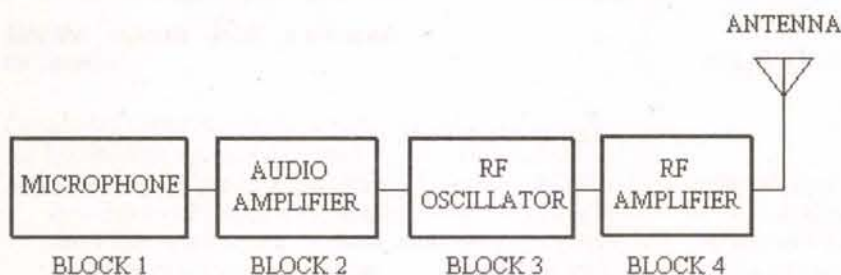 ANTENNA
MICROPHONE
AUDIO
AMPLIFIER
RF
OSCILLATOR
RF
AMPLIFIER
BLOCK 1
BLOCK 2
BLOCK 3
BLOCK 4